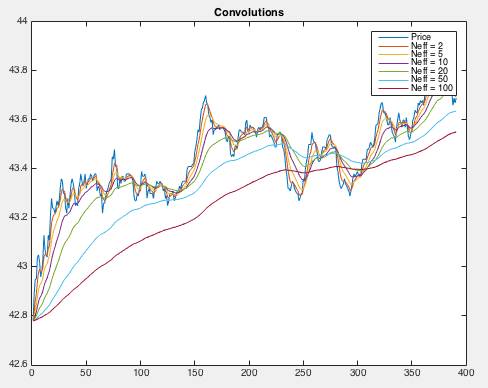 Convolutions
44
43.8
43.6
43.4
43.2
43
42.8
42.6
0 50 100 150 200 250 300 350 400
Price
Neff = 2
Neff = 5
Neff = 10
Neff = 20
Neff = 50
Neff = 100